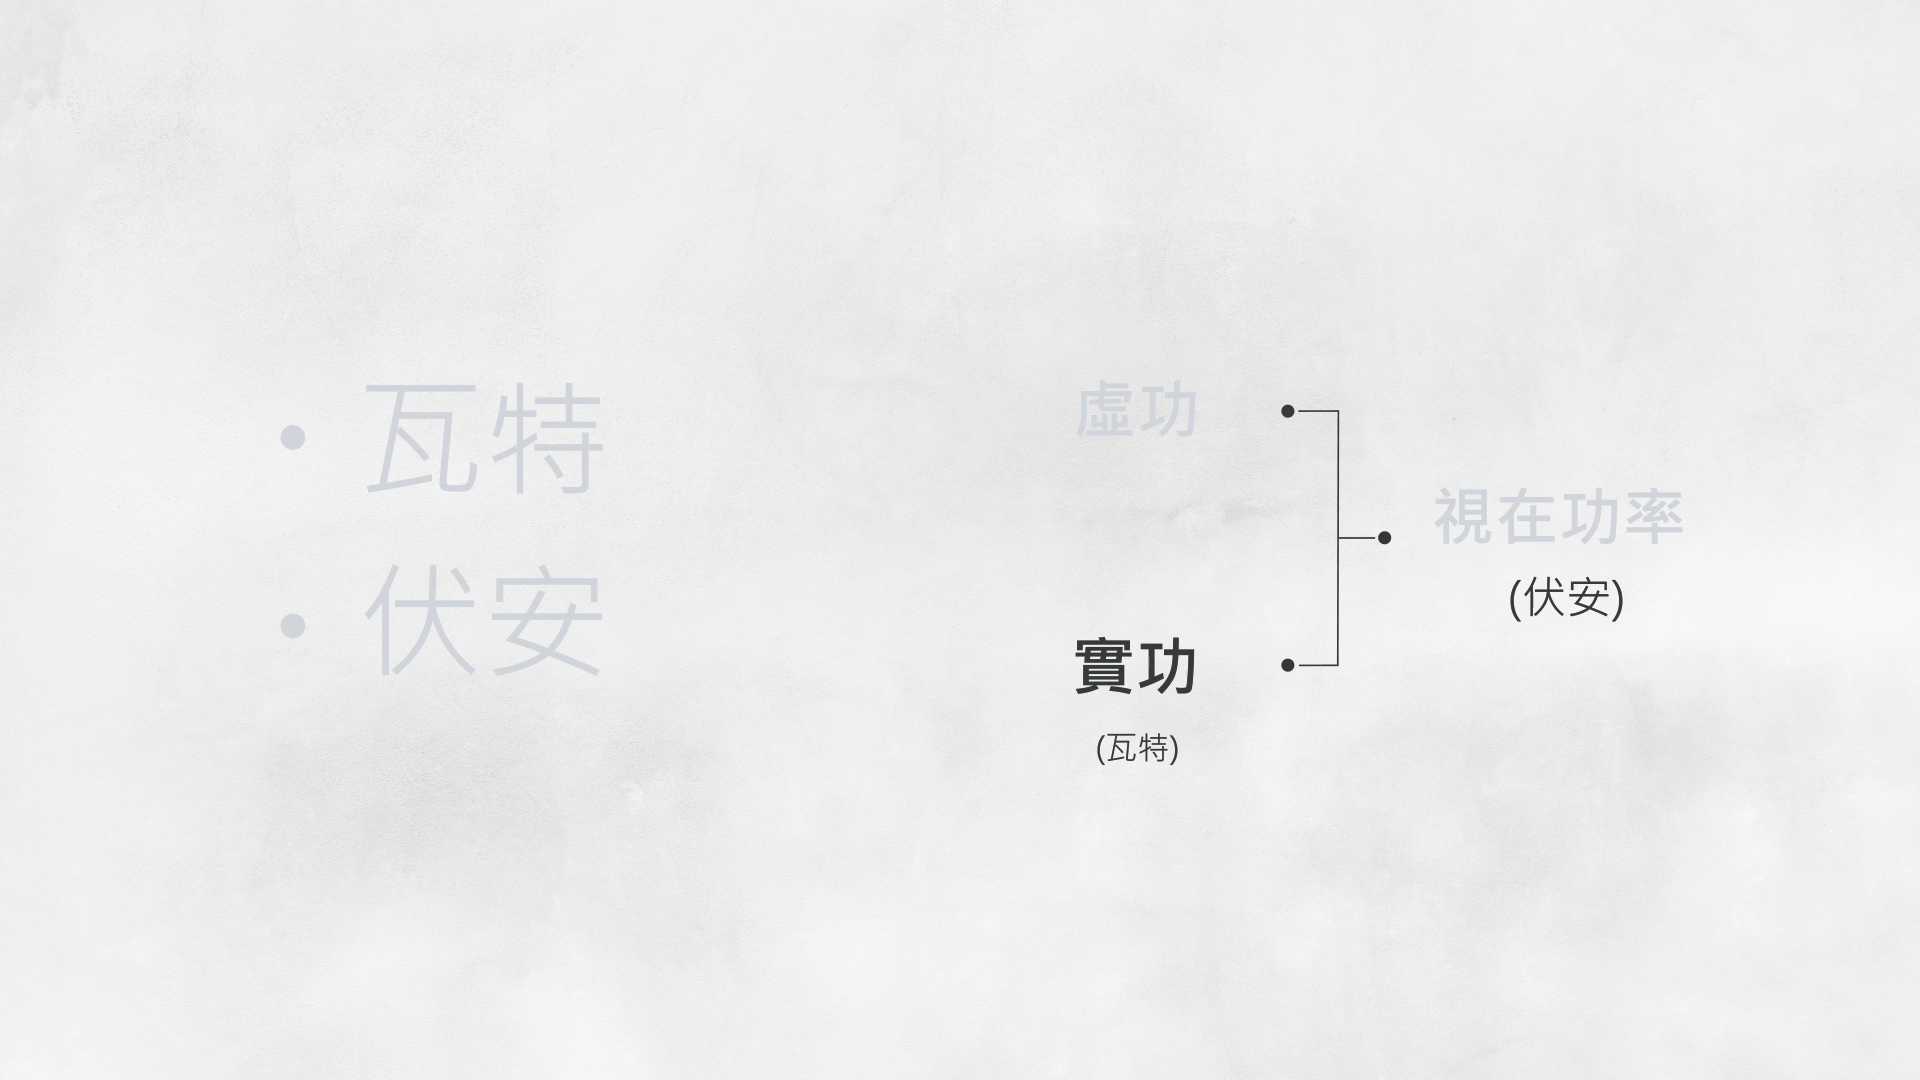 • 瓦特
• 伏安
虛功
視在功率
(伏安)
實功
(瓦特)